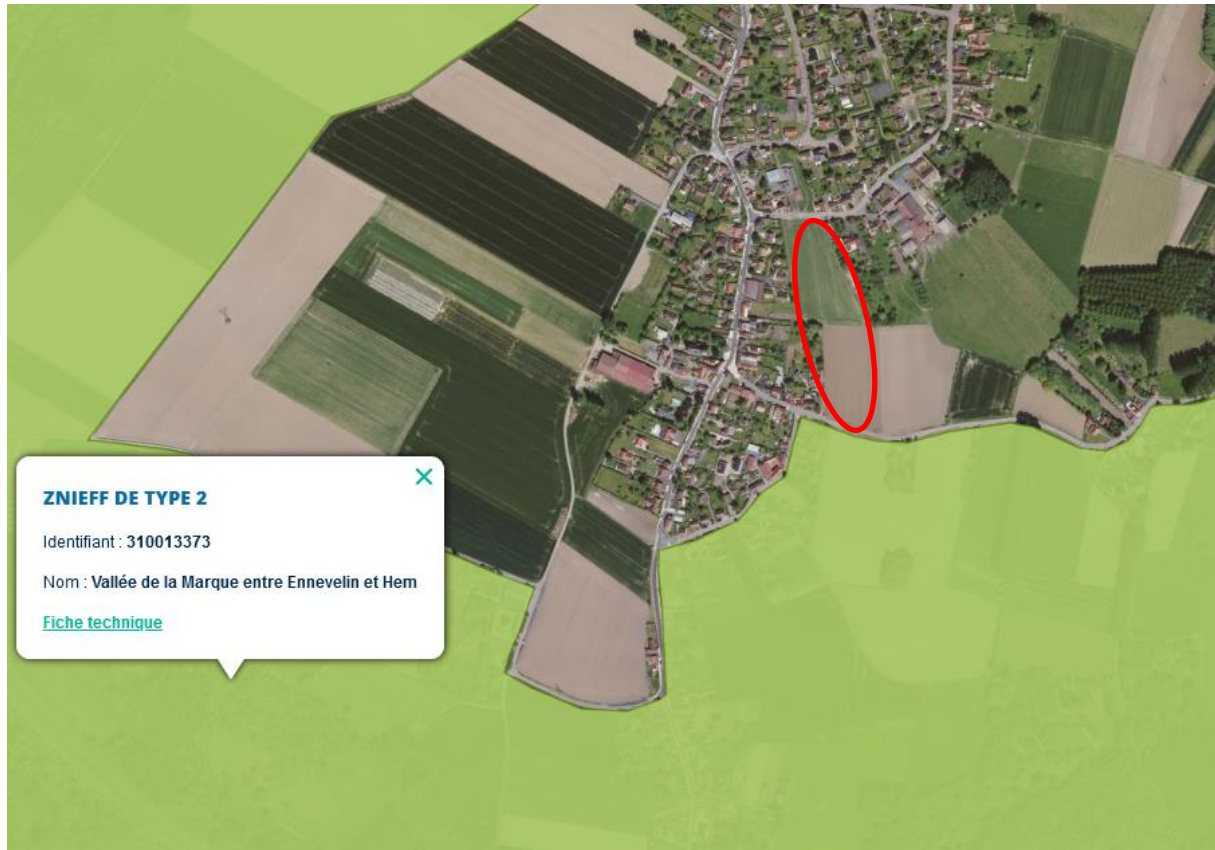 ZNIEFF DE TYPE 2
Identifiant : 310013373
Nom : Vallée de la Marque entre Ennevelin et Hem
Fiche technique